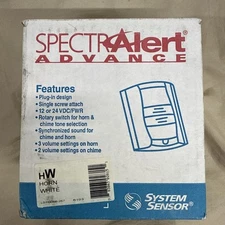 SPECTRAlert
ADVANCE
Features
• Plug-in design
• Single screw attach
• 12 or 24 VDC/FWR
• Rotary switch for horn &
chime tone selection
• Synchronized sound for
chime and horn
• 3 volume settings on horn
• 2 volume settings on chime
HW
HORN
WHITE
SYSTEM
SENSOR